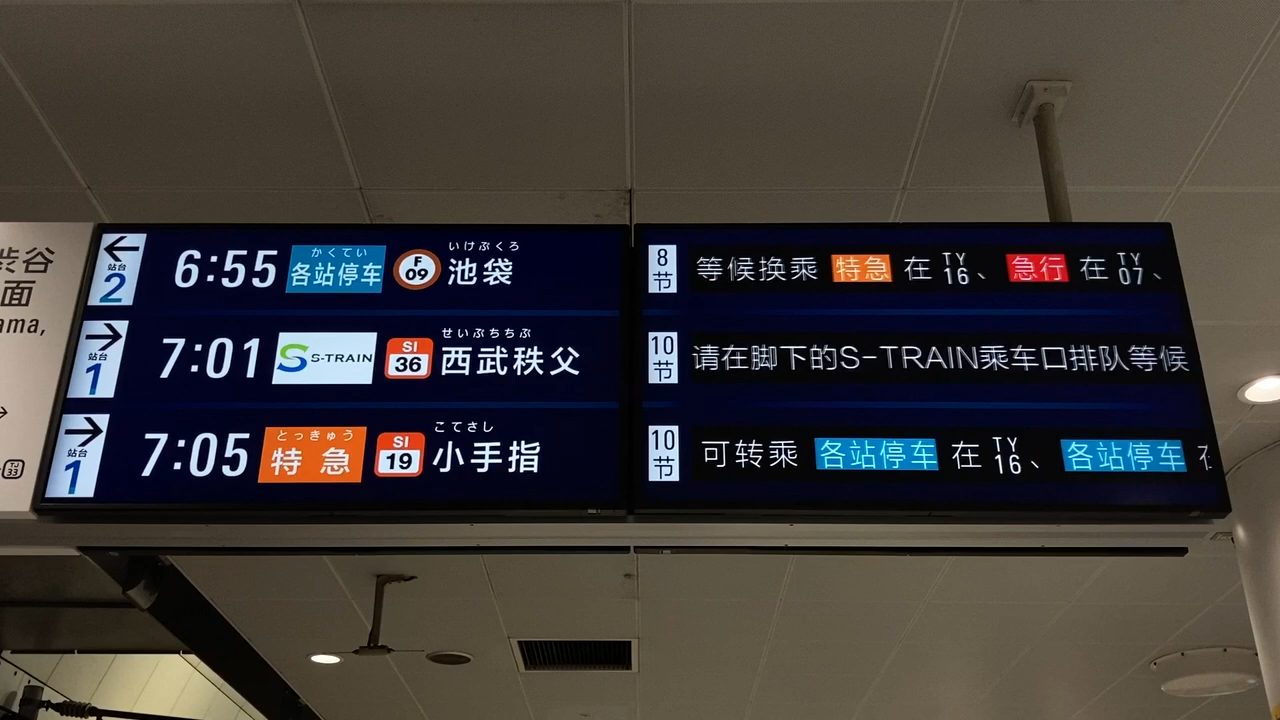 渋谷
面
ama,
TY
33
←
站台
2
6:55
かくてい
各站停车
F
09
いけぶくろ
池袋
8
节
等候换乘 特急 在 TY 16、 急行 在 TY 07、
→
站台
1
7:01
S-TRAIN
SI
36
せいぶちちぶ
西武秩父
10
节
请在脚下的S-TRAIN乘车口排队等候
→
站台
1
7:05
とっきゅう
特急
SI
19
こてさし
小手指
10
节
可转乘 各站停车 在 TY 16、 各站停车